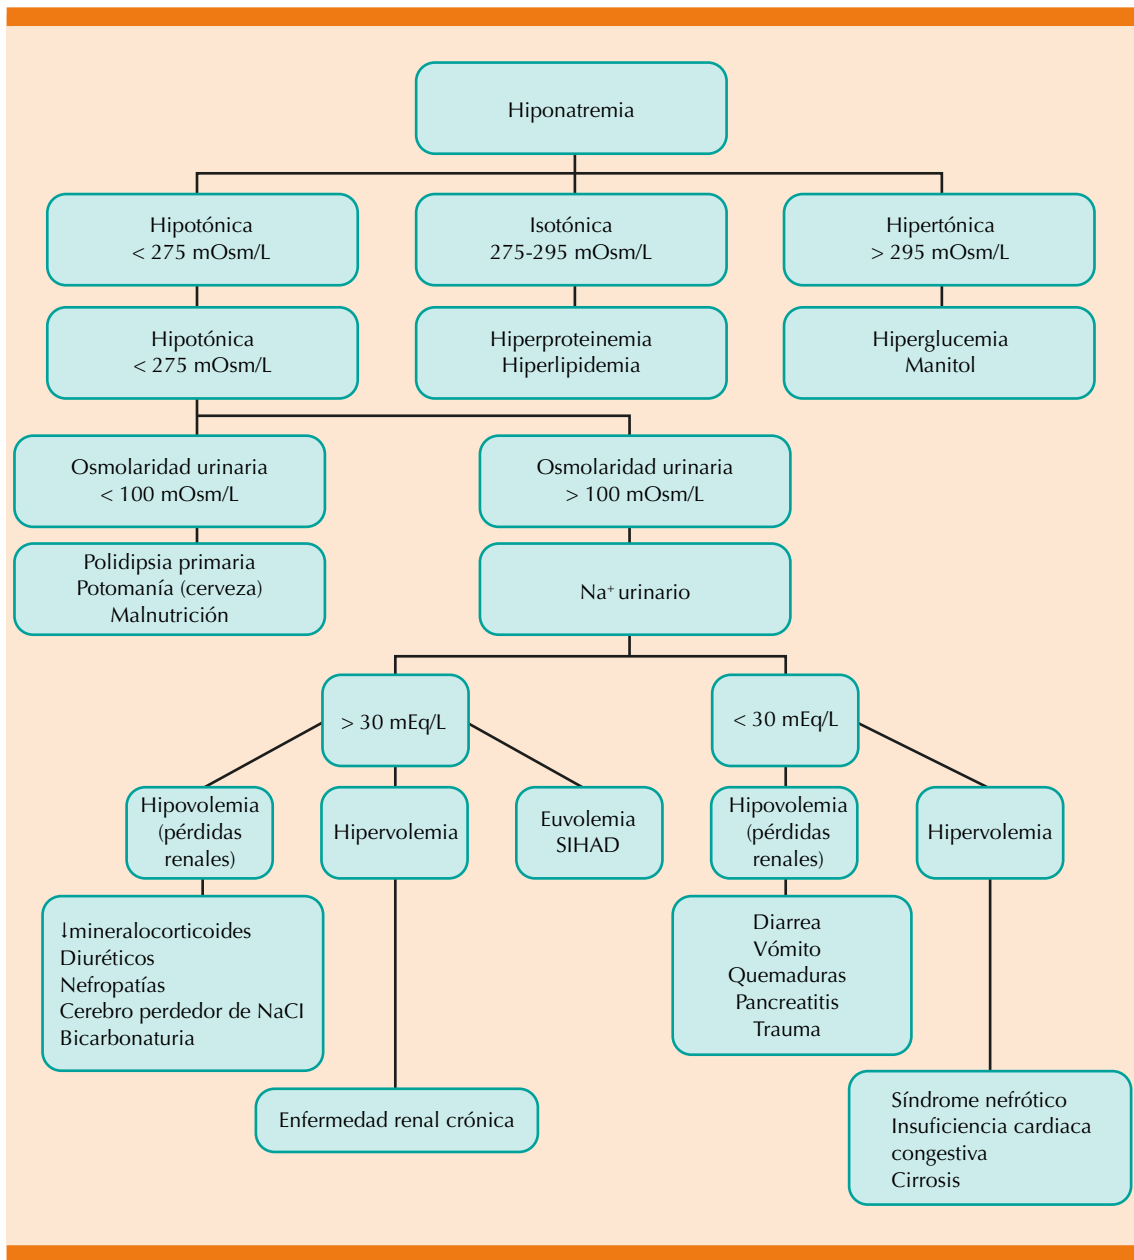 Hiponatremia
Hipotónica
< 275 mOsm/L
Isotónica
275-295 mOsm/L
Hipertónica
> 295 mOsm/L
Hipotónica
< 275 mOsm/L
Hiperproteinemia
Hiperlipidemia
Hiperglucemia
Manitol
Osmolaridad urinaria
< 100 mOsm/L
Osmolaridad urinaria
> 100 mOsm/L
Polidipsia primaria
Potomanía (cerveza)
Malnutrición
Na⁺ urinario
> 30 mEq/L
< 30 mEq/L
Hipovolemia
(pérdidas
renales)
Hipervolemia
Euvolemia
SIHAD
Hipovolemia
(pérdidas
renales)
Hipervolemia
↓mineralocorticoides
Diuréticos
Nefropatías
Cerebro perdedor de NaCI
Bicarbonaturia
Diarrea
Vómito
Quemaduras
Pancreatitis
Trauma
Enfermedad renal crónica
Síndrome nefrótico
Insuficiencia cardiaca
congestiva
Cirrosis